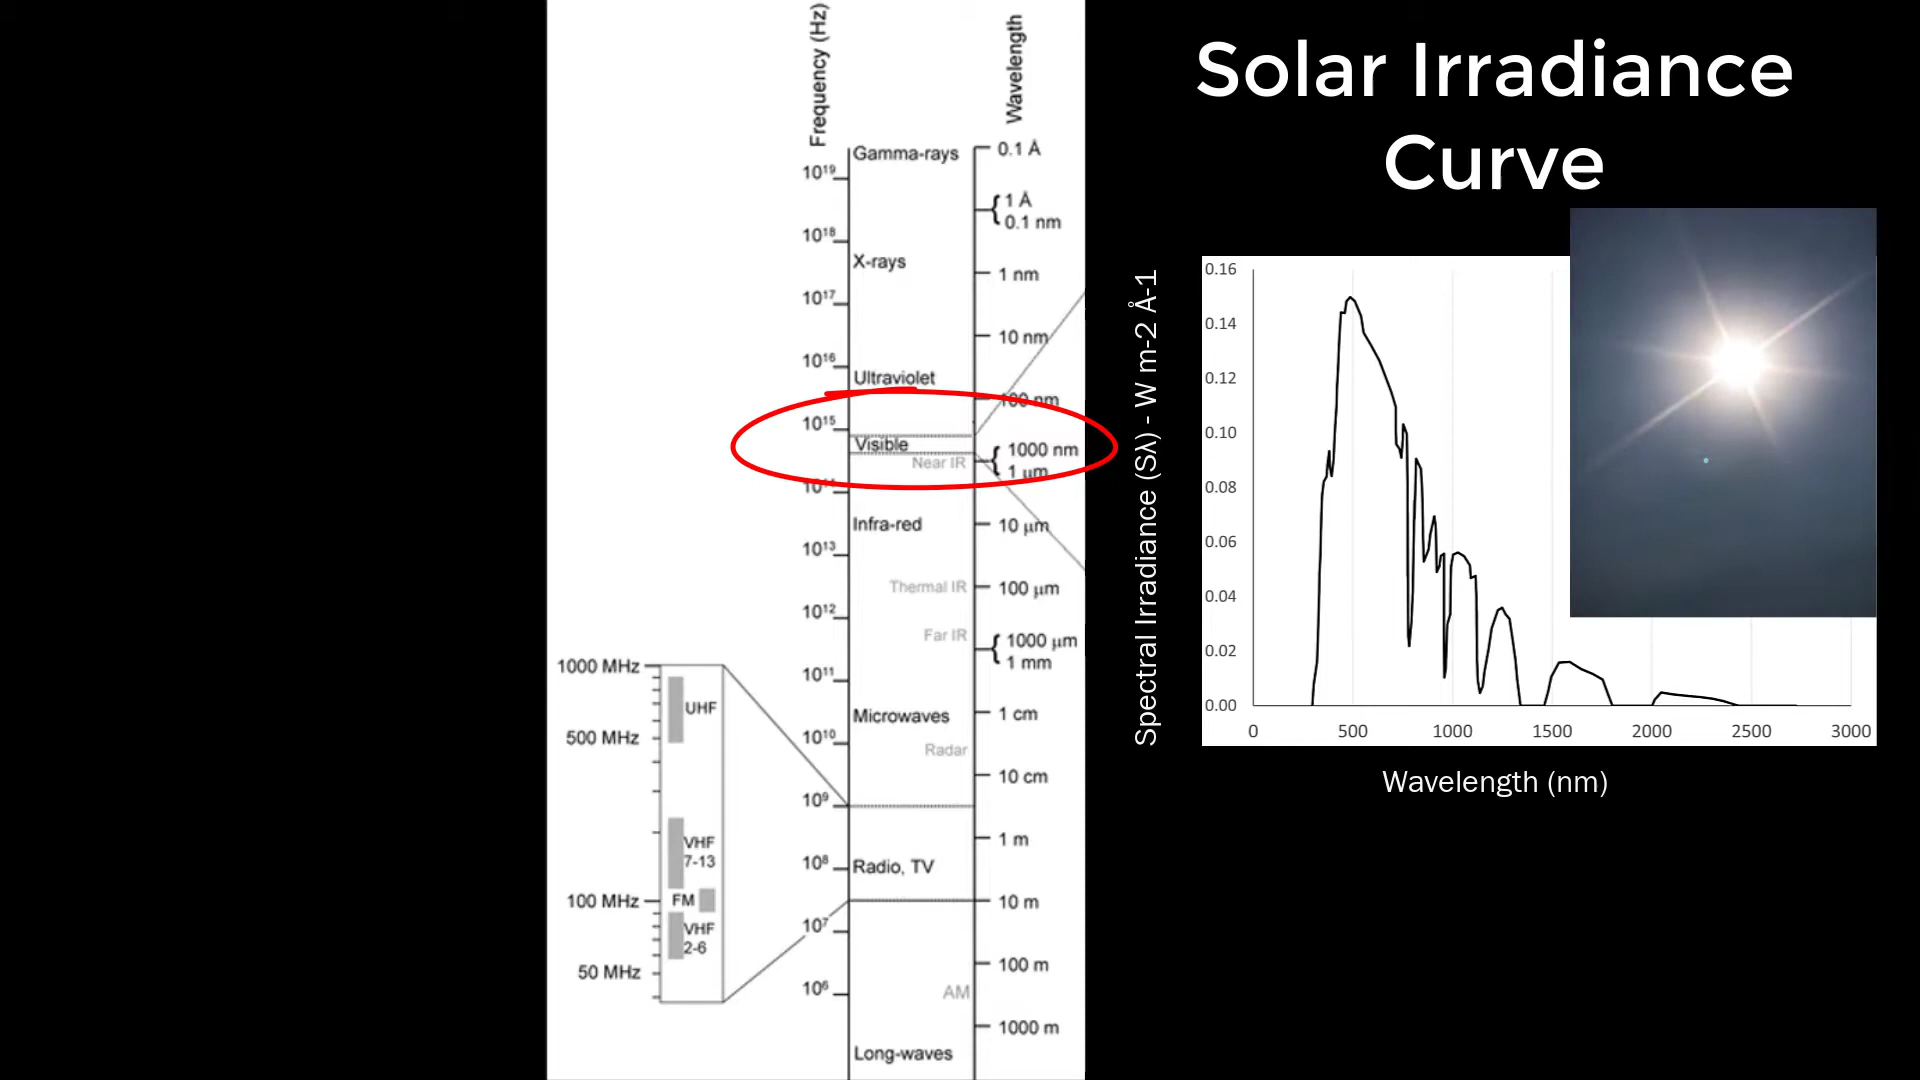 Solar Irradiance
Curve
Frequency (Hz)
Wavelength
Gamma-rays
0.1 Å
10¹⁹
1 Å
0.1 nm
10¹⁸
X-rays
1 nm
10¹⁷
10 nm
10¹⁶
Ultraviolet
100 nm
10¹⁵
Visible
1000 nm
Near IR
1 µm
10¹⁴
Infra-red
10 µm
10¹³
Thermal IR
100 µm
10¹²
Far IR
1000 µm
1 mm
10¹¹
Microwaves
1 cm
10¹⁰
Radar
10 cm
10⁹
1 m
10⁸
Radio, TV
10 m
10⁷
100 m
10⁶
AM
1000 m
Long-waves
1000 MHz
UHF
500 MHz
VHF
7-13
100 MHz
FM
VHF
2-6
50 MHz
Spectral Irradiance (Sλ) - W m-2 Å-1
0.16
0.14
0.12
0.10
0.08
0.06
0.04
0.02
0.00
0 500 1000 1500 2000 2500 3000
Wavelength (nm)